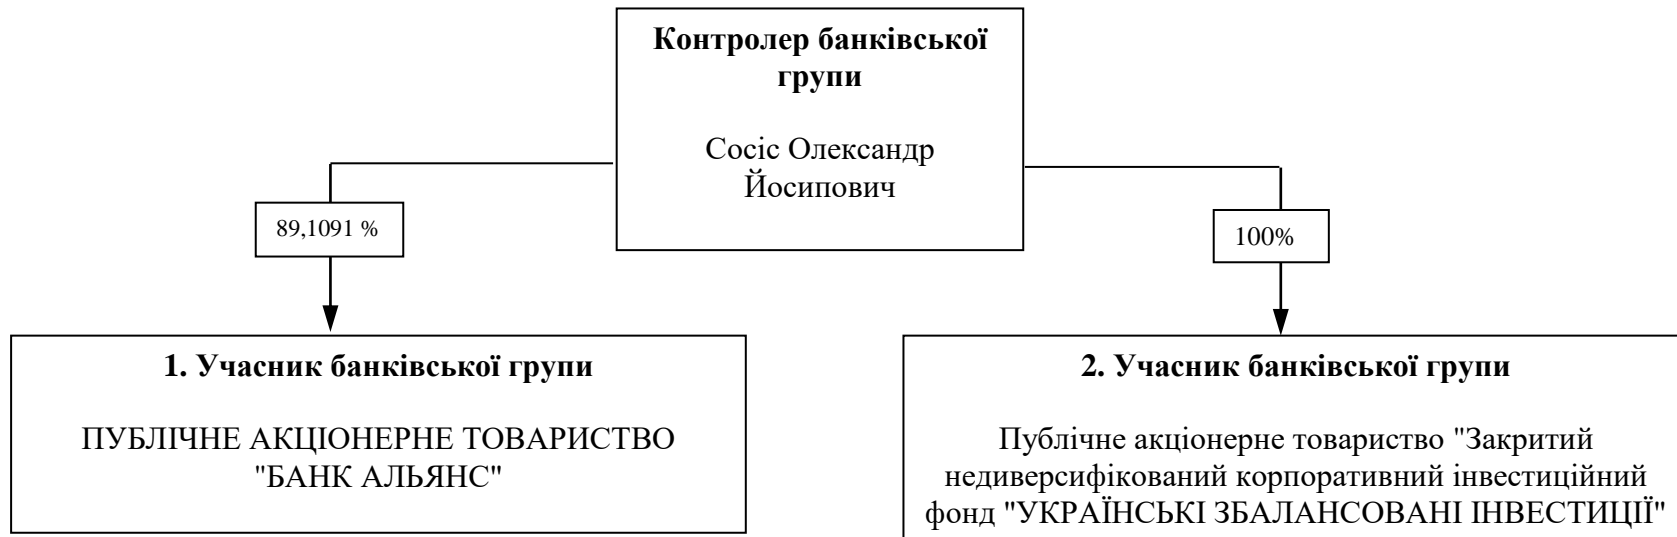 Контролер банківської
групи
Сосіс Олександр
Йосипович
89,1091 %
100%
1. Учасник банківської групи
ПУБЛІЧНЕ АКЦІОНЕРНЕ ТОВАРИСТВО
"БАНК АЛЬЯНС"
2. Учасник банківської групи
Публічне акціонерне товариство "Закритий
недиверсифікований корпоративний інвестиційний
фонд "УКРАЇНСЬКІ ЗБАЛАНСОВАНІ ІНВЕСТИЦІЇ"